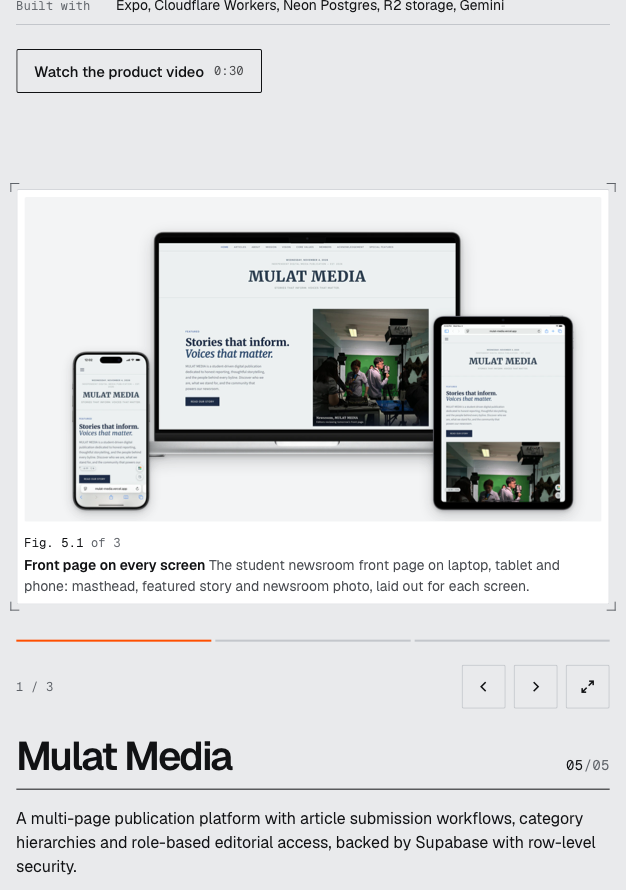 Built with Expo, Cloudflare Workers, Neon Postgres, R2 storage, Gemini
Watch the product video 0:30
MULAT MEDIA
FEATURED
Stories that inform.
Voices that matter.
READ OUR STORY
MULAT MEDIA
Stories that inform.
Voices that matter.
MULAT MEDIA
Stories that inform.
Voices that matter.
Fig. 5.1 of 3
Front page on every screen The student newsroom front page on laptop, tablet and
phone: masthead, featured story and newsroom photo, laid out for each screen.
1 / 3
Mulat Media
05/05
A multi-page publication platform with article submission workflows, category
hierarchies and role-based editorial access, backed by Supabase with row-level
security.